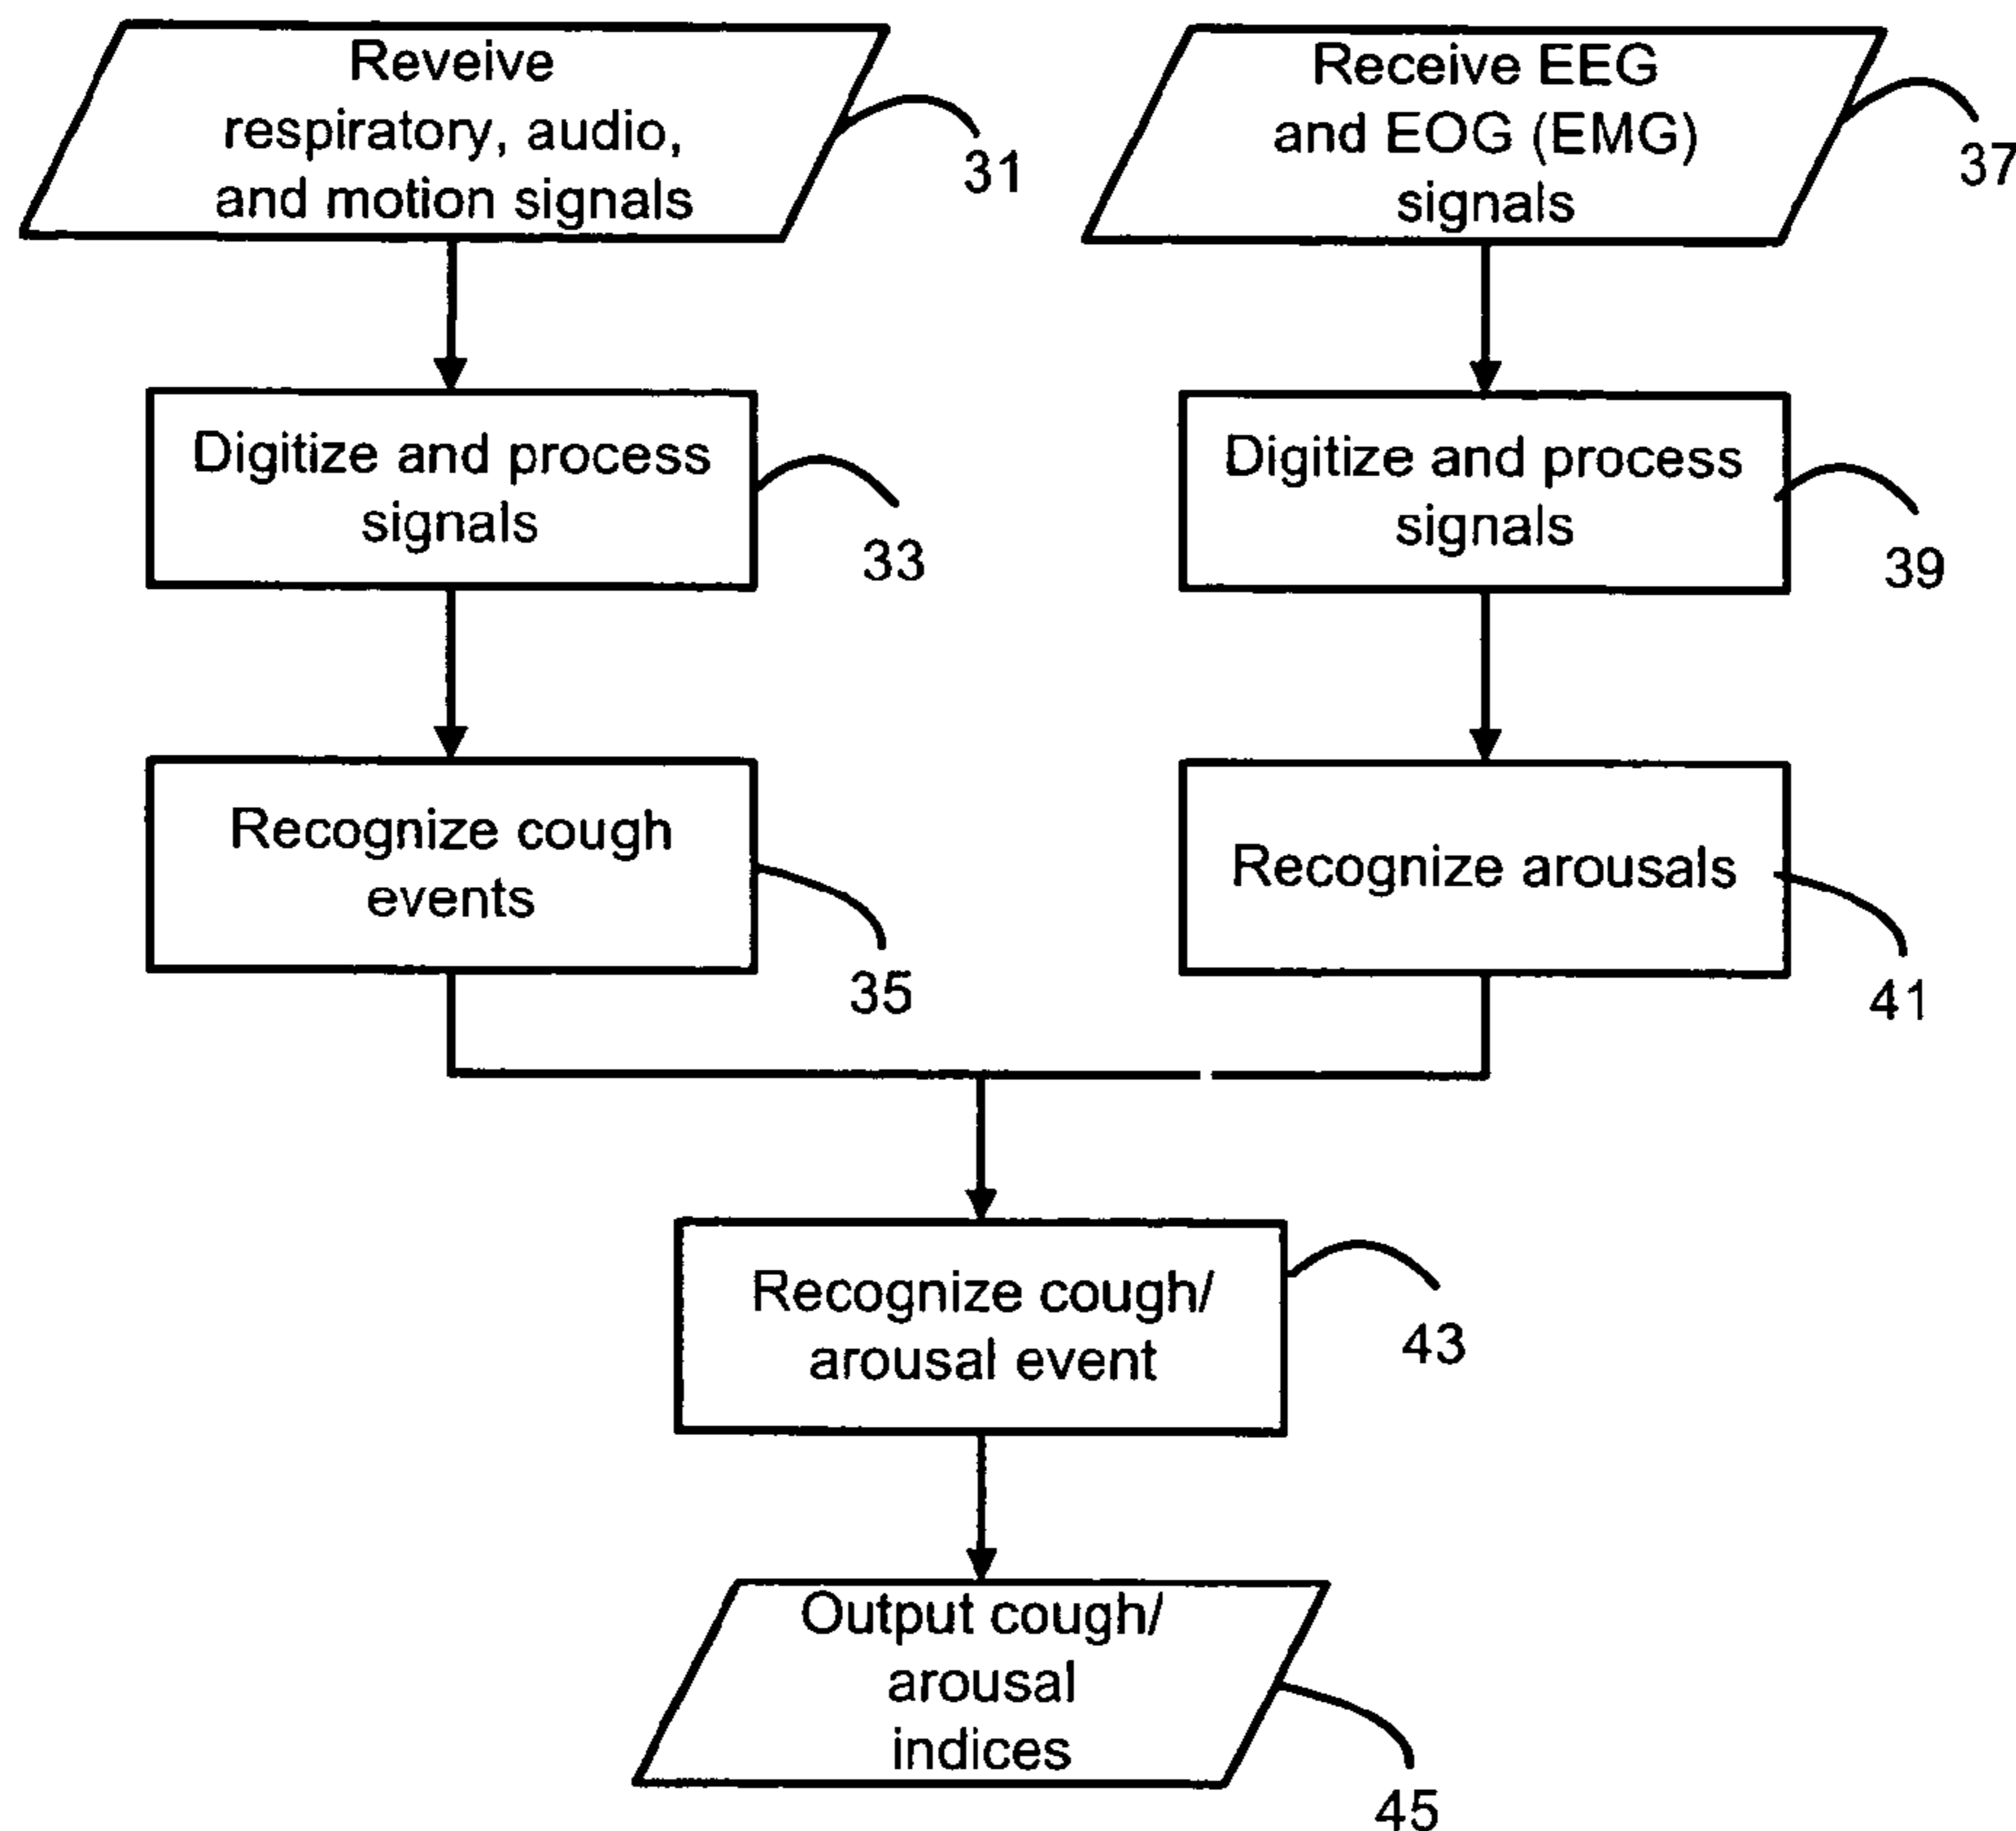 Reveive
respiratory, audio,
and motion signals
31
Receive EEG
and EOG (EMG)
signals
37
Digitize and process
signals
33
Digitize and process
signals
39
Recognize cough
events
35
Recognize arousals
41
Recognize cough/
arousal event
43
Output cough/
arousal
indices
45